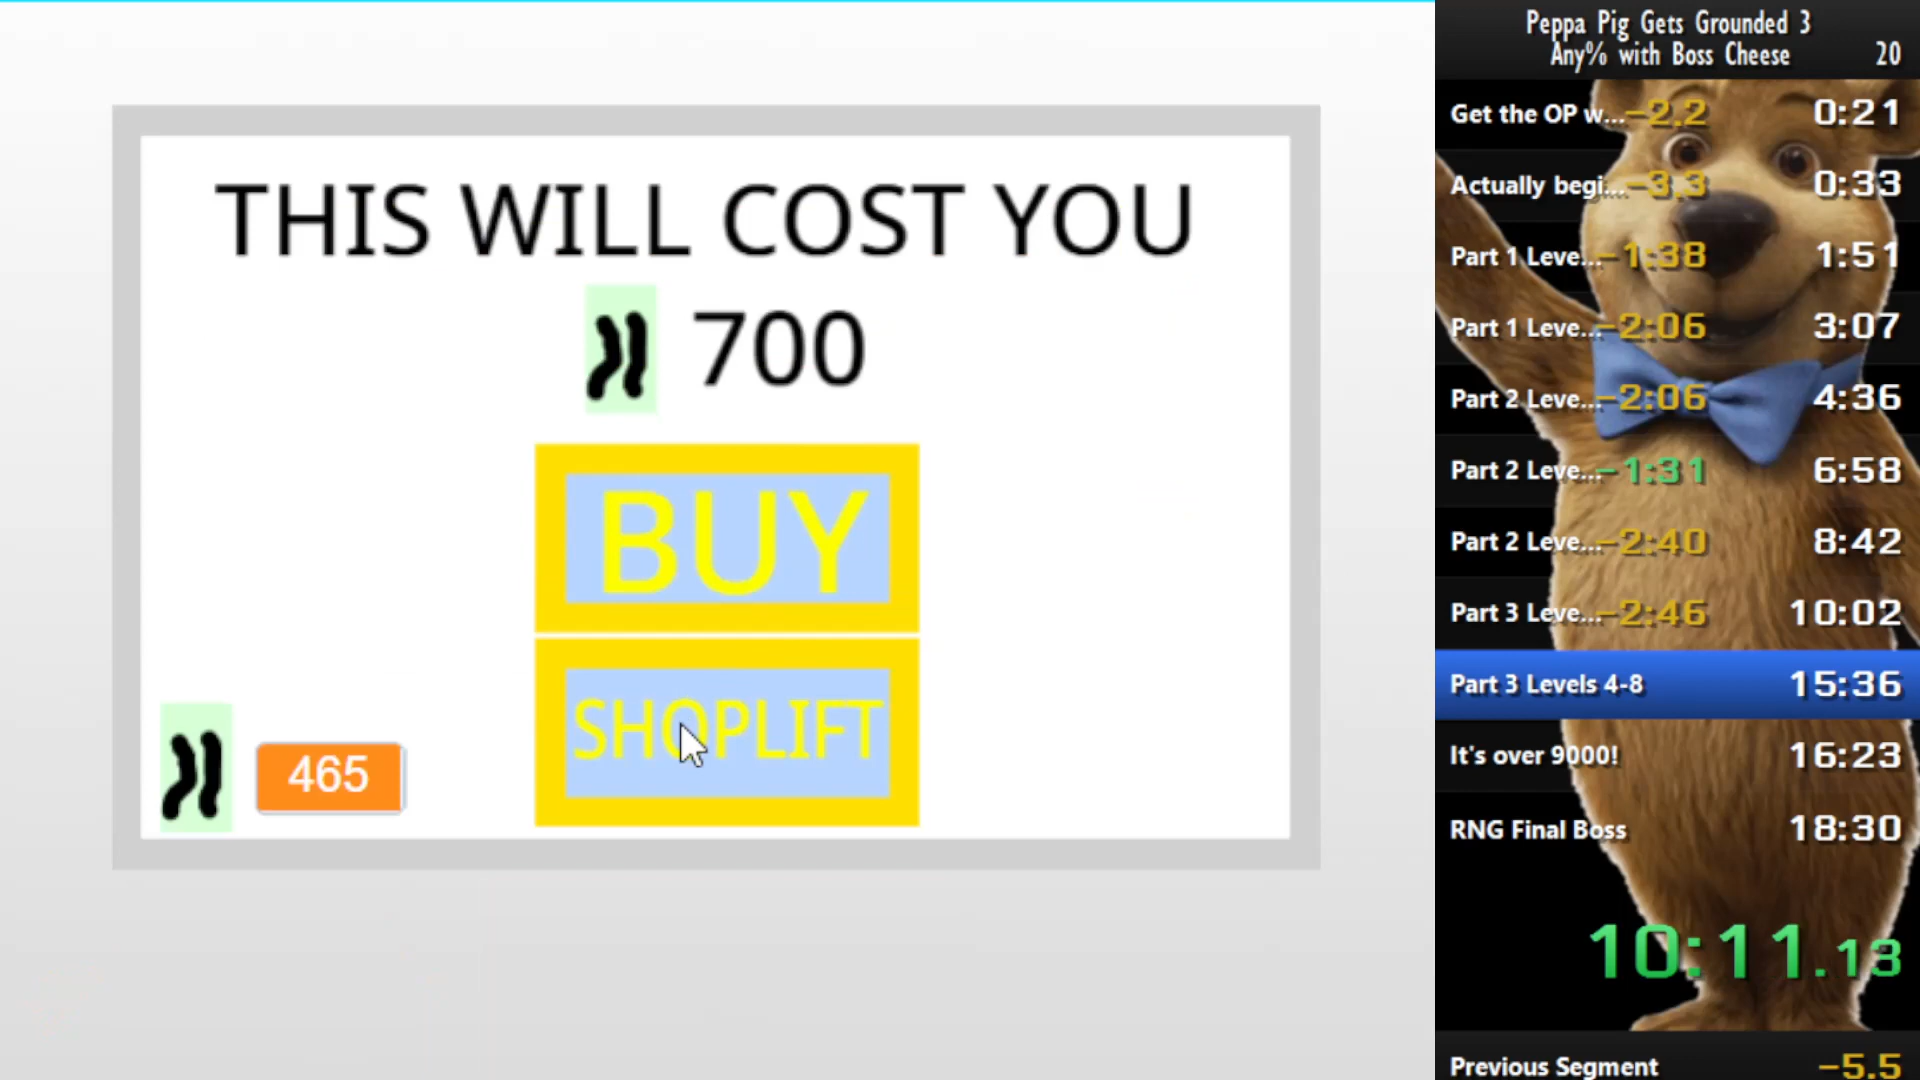 THIS WILL COST YOU
700
BUY
SHOPLIFT
465
Peppa Pig Gets Grounded 3
Any% with Boss Cheese 20
Get the OP w... -2.2 0:21
Actually begi... -3.3 0:33
Part 1 Leve... -1:38 1:51
Part 1 Leve... -2:06 3:07
Part 2 Leve... -2:06 4:36
Part 2 Leve... -1:31 6:58
Part 2 Leve... -2:40 8:42
Part 3 Leve... -2:46 10:02
Part 3 Levels 4-8 15:36
It's over 9000! 16:23
RNG Final Boss 18:30
10:11.13
Previous Segment -5.5